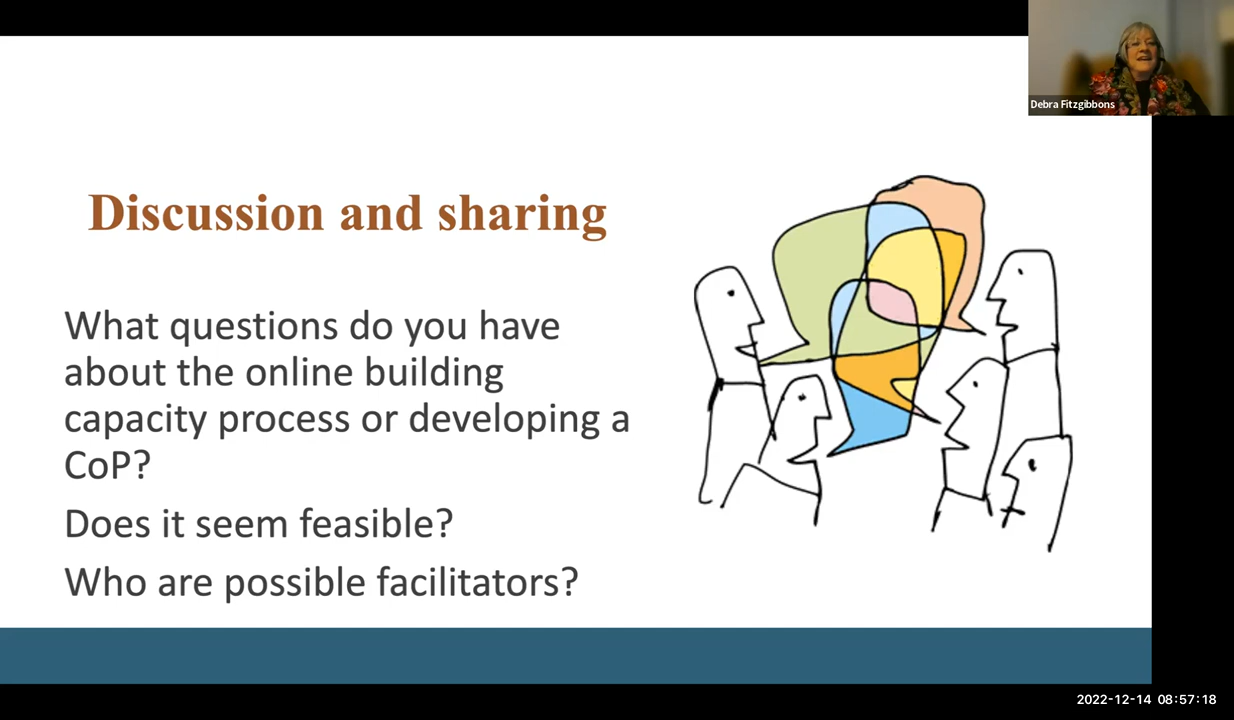 Debra Fitzgibbons
Discussion and sharing
What questions do you have
about the online building
capacity process or developing a
CoP?
Does it seem feasible?
Who are possible facilitators?
2022-12-14 08:57:18